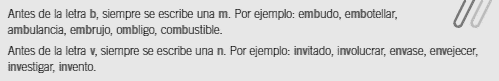 Antes de la letra b, siempre se escribe una m. Por ejemplo: embudo, embotellar,
ambulancia, embrujo, ombligo, combustible.
Antes de la letra v, siempre se escribe una n. Por ejemplo: invitado, involucrar, envase, envejecer,
investigar, invento.